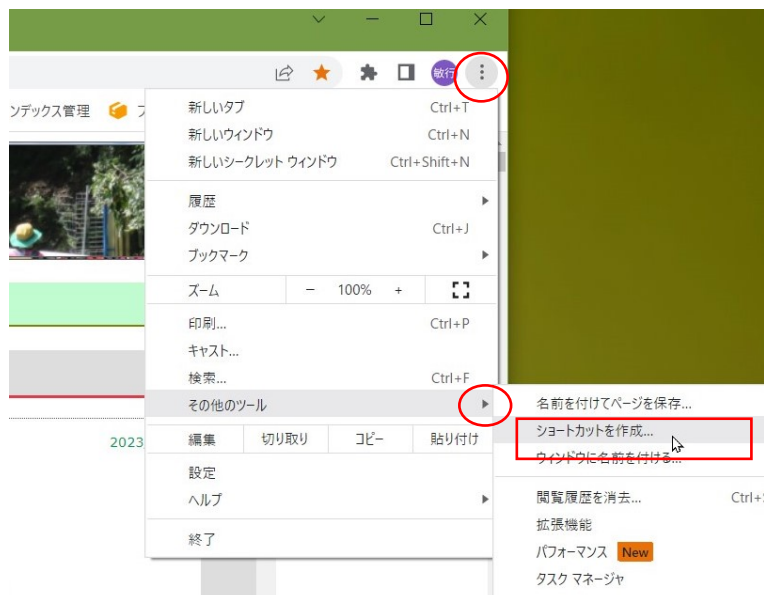 敏行
ンデックス管理
新しいタブ Ctrl+T
新しいウィンドウ Ctrl+N
新しいシークレット ウィンドウ Ctrl+Shift+N
履歴
ダウンロード Ctrl+J
ブックマーク
ズーム － 100% +
印刷... Ctrl+P
キャスト...
検索... Ctrl+F
その他のツール
編集 切り取り コピー 貼り付け
設定
ヘルプ
終了
2023
名前を付けてページを保存...
ショートカットを作成...
ウィンドウに名前を付ける...
閲覧履歴を消去... Ctrl+
拡張機能
パフォーマンス New
タスク マネージャ